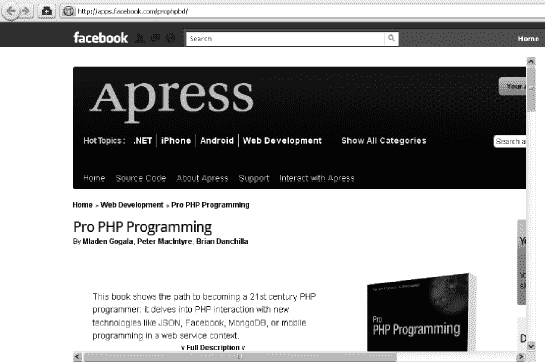 http://apps.facebook.com/prophpbd/
facebook Search Home
Apress
Your
Hot Topics: .NET iPhone Android Web Development Show All Categories
Search a
Home Source Code About Apress Support Interact with Apress
Home » Web Development » Pro PHP Programming
Pro PHP Programming
By Mladen Gogala, Peter MacIntyre, Brian Danchilla
This book shows the path to becoming a 21st century PHP
programmer: it delves into PHP interaction with new
technologies like JSON, Facebook, MongoDB, or mobile
programming in a web service context.
v Full Description v
Pro
PHP Programming